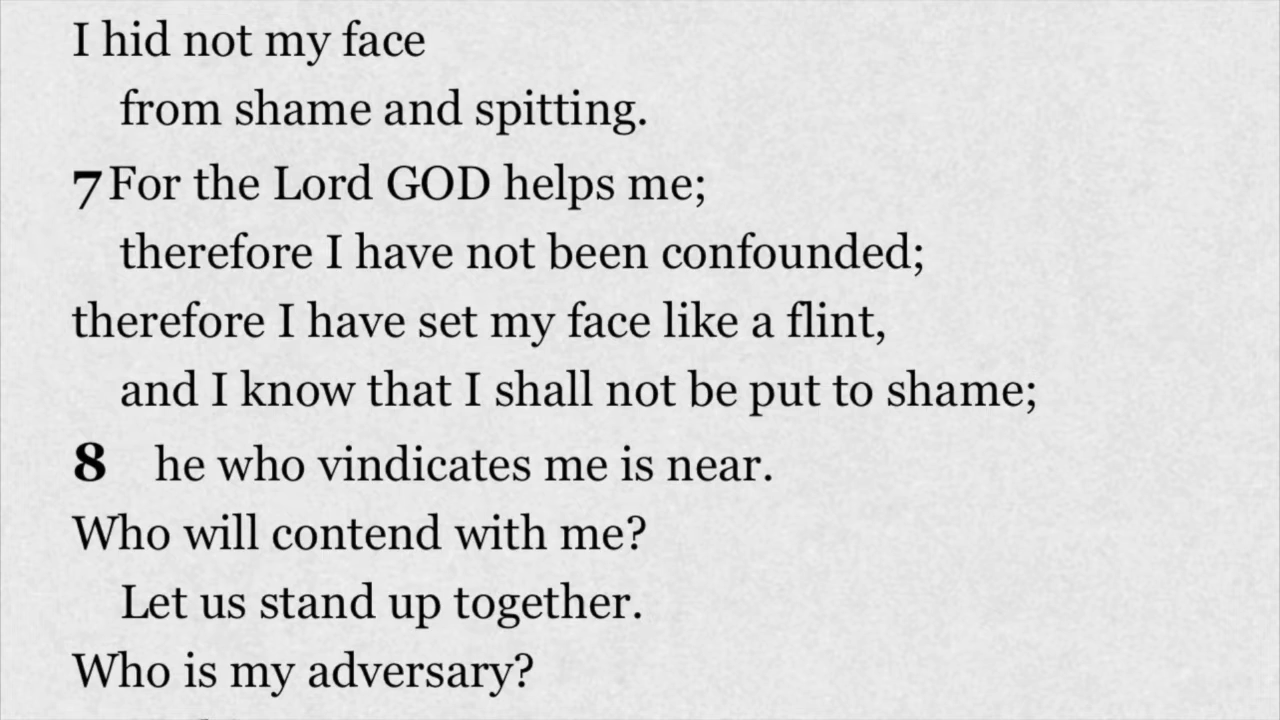 I hid not my face
from shame and spitting.
7 For the Lord GOD helps me;
therefore I have not been confounded;
therefore I have set my face like a flint,
and I know that I shall not be put to shame;
8 he who vindicates me is near.
Who will contend with me?
Let us stand up together.
Who is my adversary?